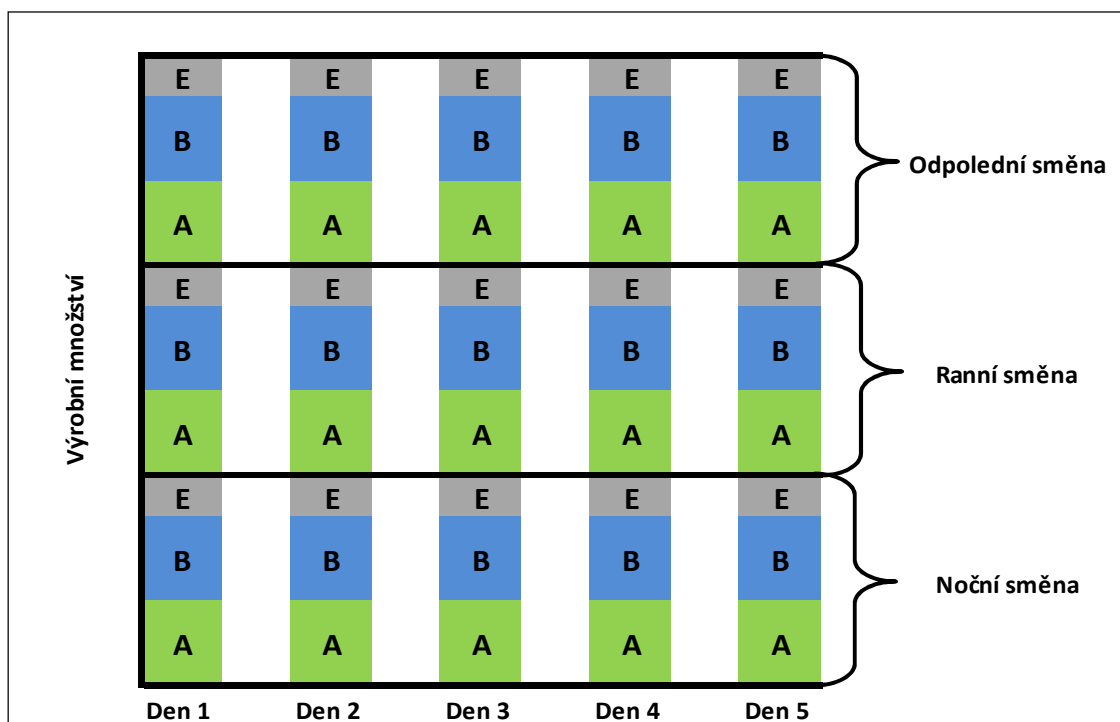 E E E E E
B B B B B
A A A A A
Odpolední směna
E E E E E
B B B B B
A A A A A
Ranní směna
E E E E E
B B B B B
A A A A A
Noční směna
Výrobní množství
Den 1 Den 2 Den 3 Den 4 Den 5